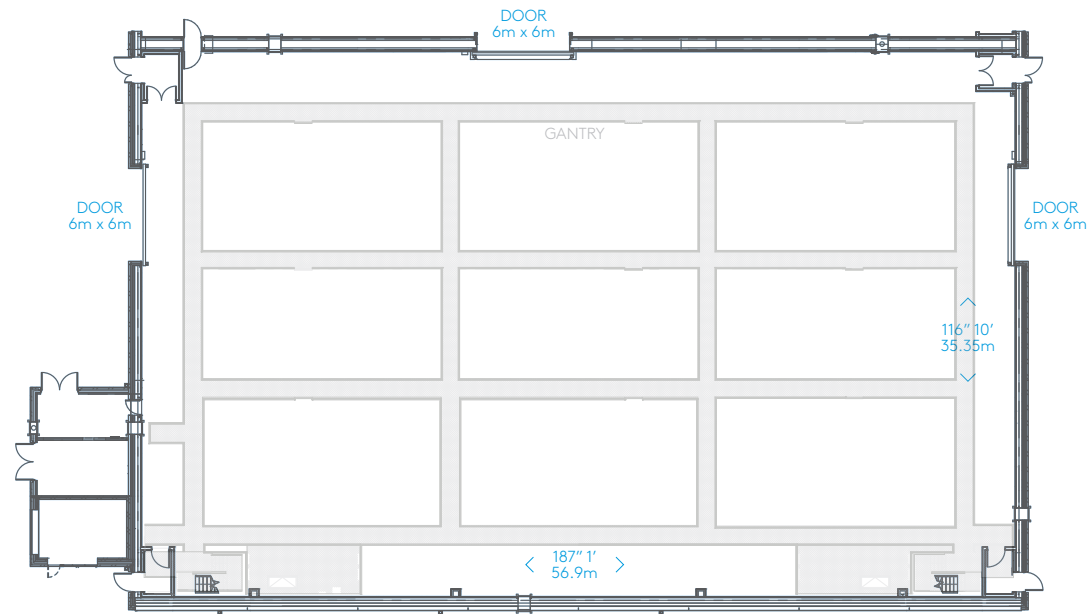 DOOR
6m x 6m
GANTRY
DOOR
6m x 6m
DOOR
6m x 6m
116” 10’
35.35m
187” 1’
56.9m